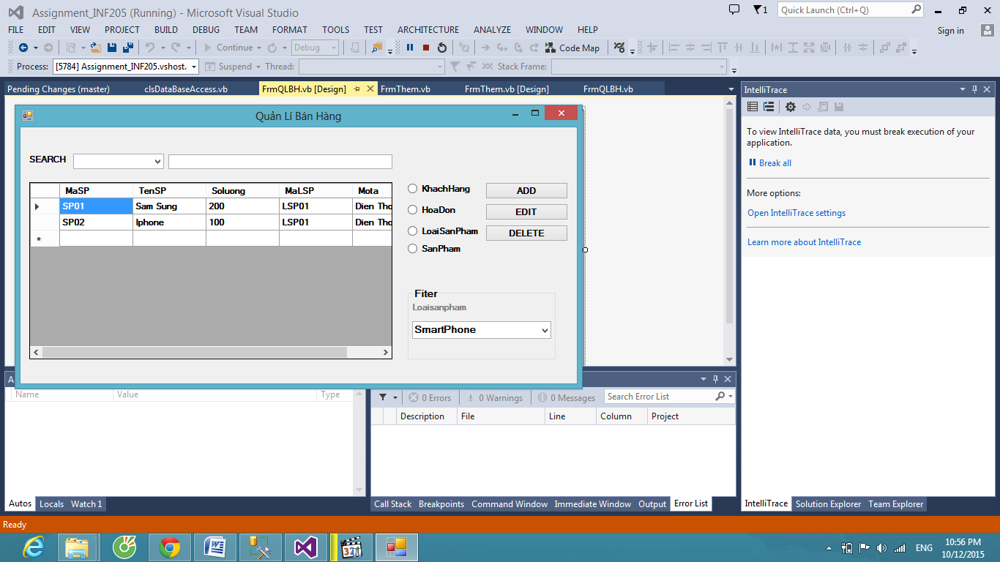 Assignment_INF205 (Running) - Microsoft Visual Studio
1
Quick Launch (Ctrl+Q)
FILE EDIT VIEW PROJECT BUILD DEBUG TEAM FORMAT TOOLS TEST ARCHITECTURE ANALYZE WINDOW HELP
Sign in
Continue Debug Code Map
Process: [5784] Assignment_INF205.vshost. Suspend Thread: Stack Frame:
Pending Changes (master) clsDataBaseAccess.vb FrmQLBH.vb [Design] FrmThem.vb FrmThem.vb [Design] FrmQLBH.vb
Quản Lí Bán Hàng
SEARCH
MaSP TenSP Soluong MaLSP Mota
SP01 Sam Sung 200 LSP01 Dien Tho
SP02 Iphone 100 LSP01 Dien Tho
*
KhachHang
HoaDon
LoaiSanPham
SanPham
ADD
EDIT
DELETE
Fiter
Loaisanpham
SmartPhone
IntelliTrace
To view IntelliTrace data, you must break execution of your
application.
Break all
More options:
Open IntelliTrace settings
Learn more about IntelliTrace
A
Name Value Type
Autos Locals Watch 1
0 Errors 0 Warnings 0 Messages Search Error List
Description File Line Column Project
Call Stack Breakpoints Command Window Immediate Window Output Error List
IntelliTrace Solution Explorer Team Explorer
Ready
321
ENG
10:56 PM
10/12/2015